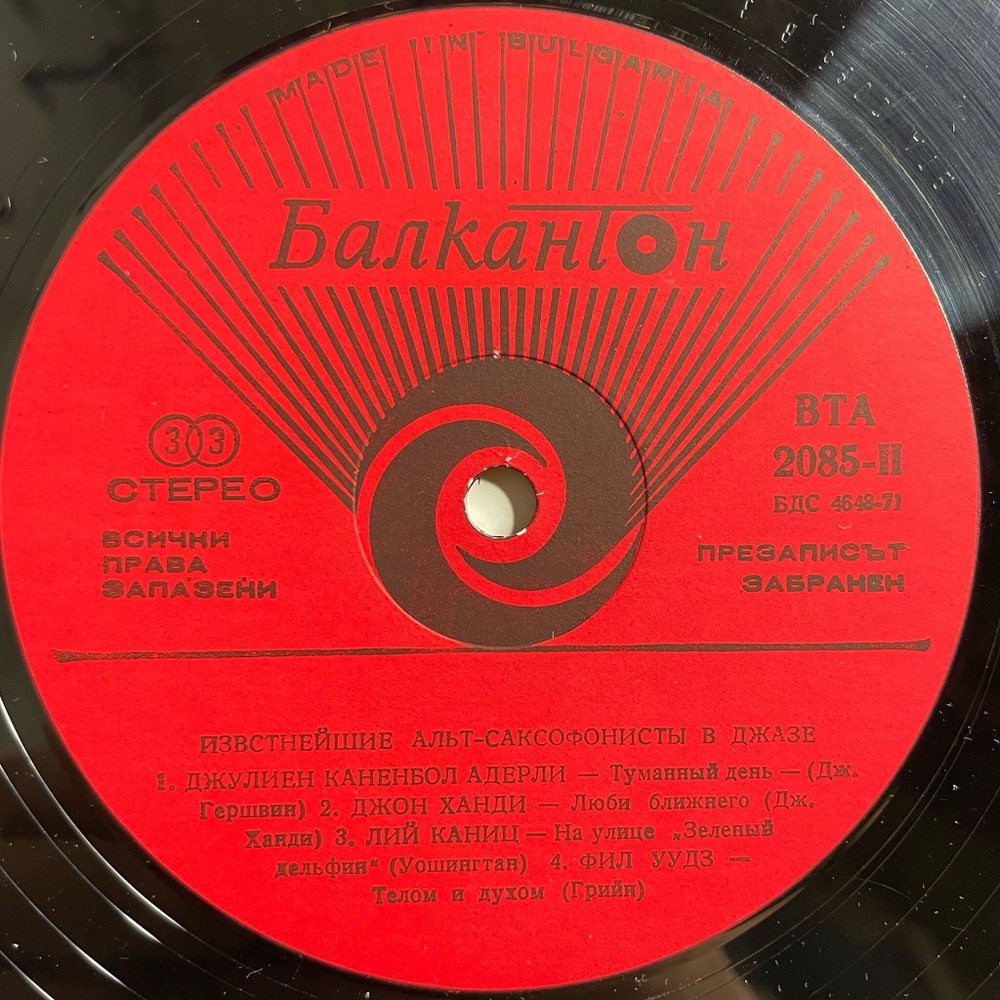 MADE IN BULGARIA
Балкантон
33
СТЕРЕО
ВСИЧКИ
ПРАВА
ЗАПАЗЕНИ
ВТА
2085-II
БДС 4648-71
ПРЕЗАПИСЪТ
ЗАБРАНЕН
ИЗВСТНЕЙШИЕ АЛЬТ-САКСОФОНИСТЫ В ДЖАЗЕ
1. ДЖУЛИЕН КАНЕНБОЛ АДЕРЛИ — Туманный день — (Дж.
Гершвин) 2. ДЖОН ХАНДИ — Люби ближнего (Дж.
Ханди) 3. ЛИЙ КАНИЦ — На улице „Зеленый
дельфин“ (Уошингтан) 4. ФИЛ УУДЗ —
Телом и духом (Грийн)